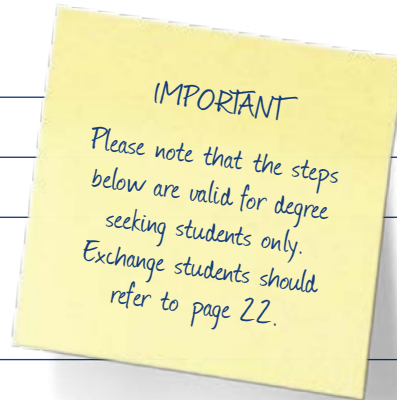 IMPORTANT
Please note that the steps
below are valid for degree
seeking students only.
Exchange students should
refer to page 22.